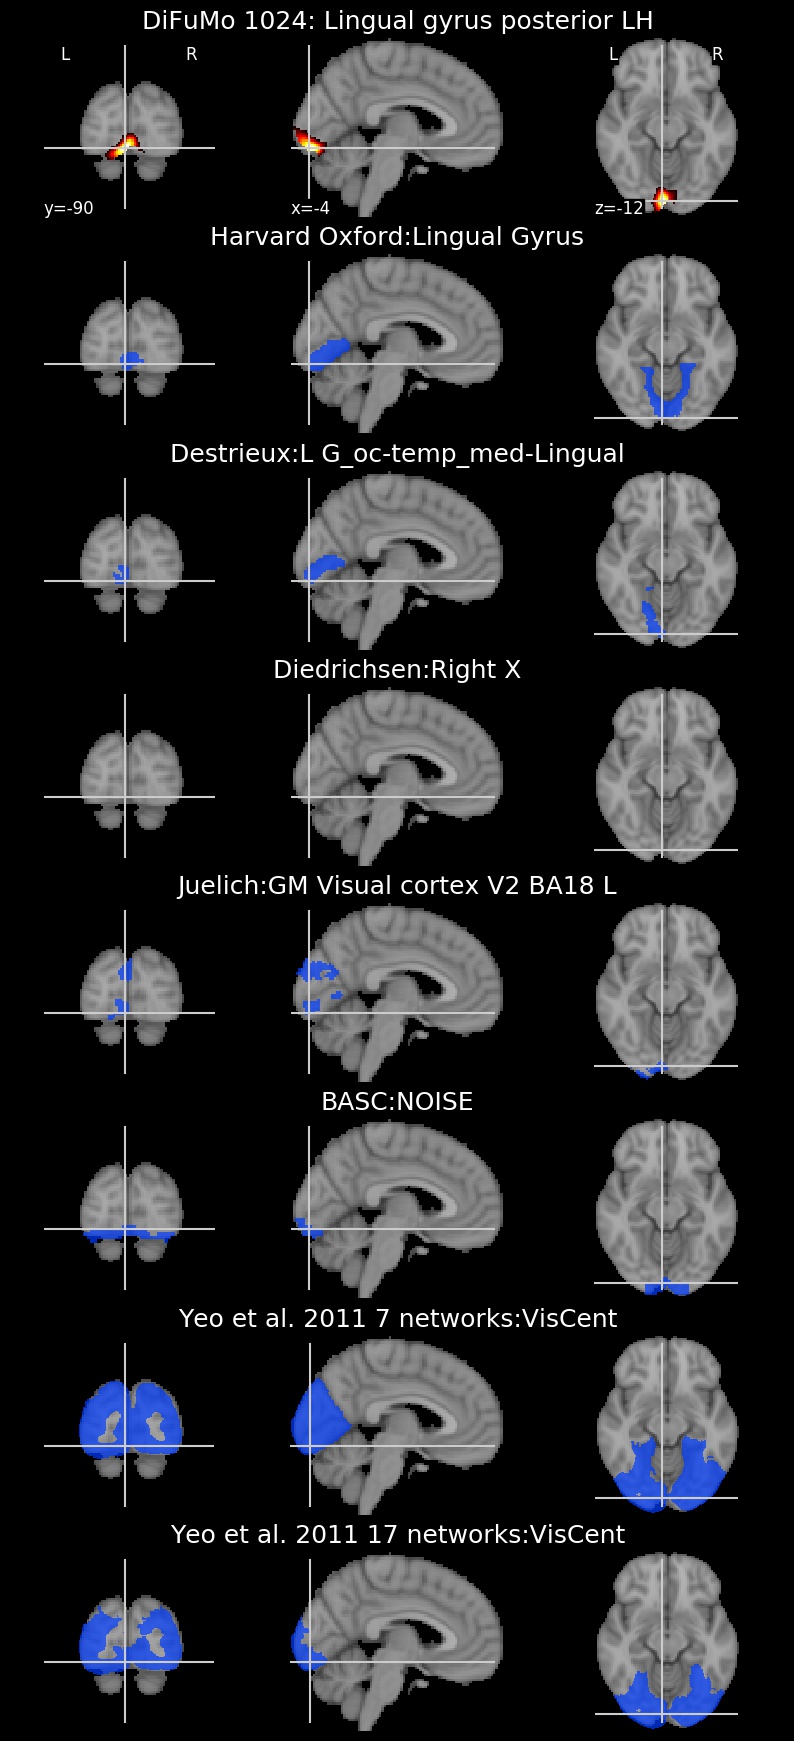 DiFuMo 1024: Lingual gyrus posterior LH
L R L R
y=-90 x=-4 z=-12
Harvard Oxford:Lingual Gyrus
Destrieux:L G_oc-temp_med-Lingual
Diedrichsen:Right X
Juelich:GM Visual cortex V2 BA18 L
BASC:NOISE
Yeo et al. 2011 7 networks:VisCent
Yeo et al. 2011 17 networks:VisCent